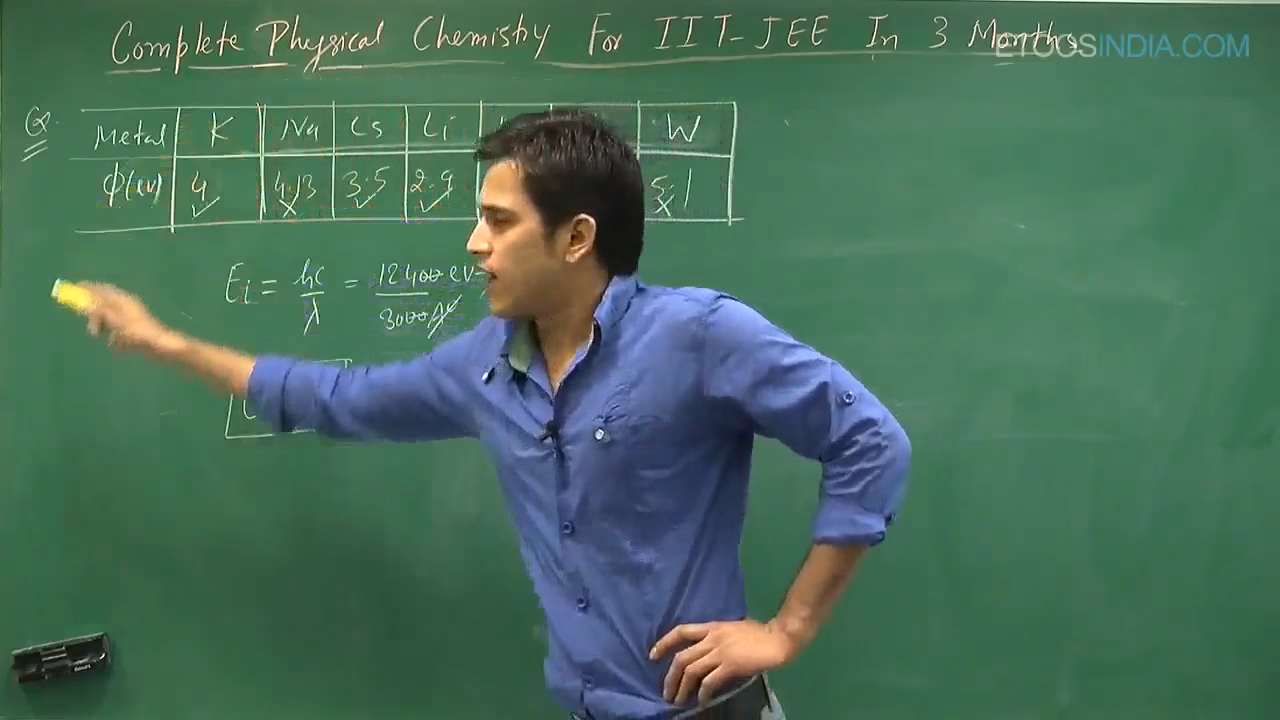 Complete Physical Chemistry For IIT-JEE In 3 Months
ETOOSINDIA.COM
Q.
Metal K Na Cs Li W
Φ(ev) 4 4.13 3.5 2.9 5.1
Ei = hc/λ = 12400 ev/3000 Å